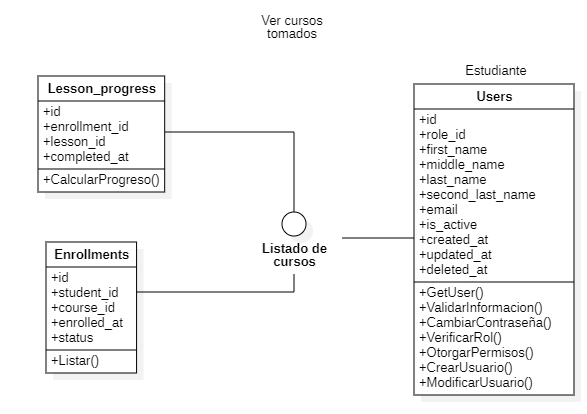 Ver cursos
tomados
Lesson_progress
+id
+enrollment_id
+lesson_id
+completed_at
+CalcularProgreso()
Enrollments
+id
+student_id
+course_id
+enrolled_at
+status
+Listar()
Listado de
cursos
Estudiante
Users
+id
+role_id
+first_name
+middle_name
+last_name
+second_last_name
+email
+is_active
+created_at
+updated_at
+deleted_at
+GetUser()
+ValidarInformacion()
+CambiarContraseña()
+VerificarRol()
+OtorgarPermisos()
+CrearUsuario()
+ModificarUsuario()